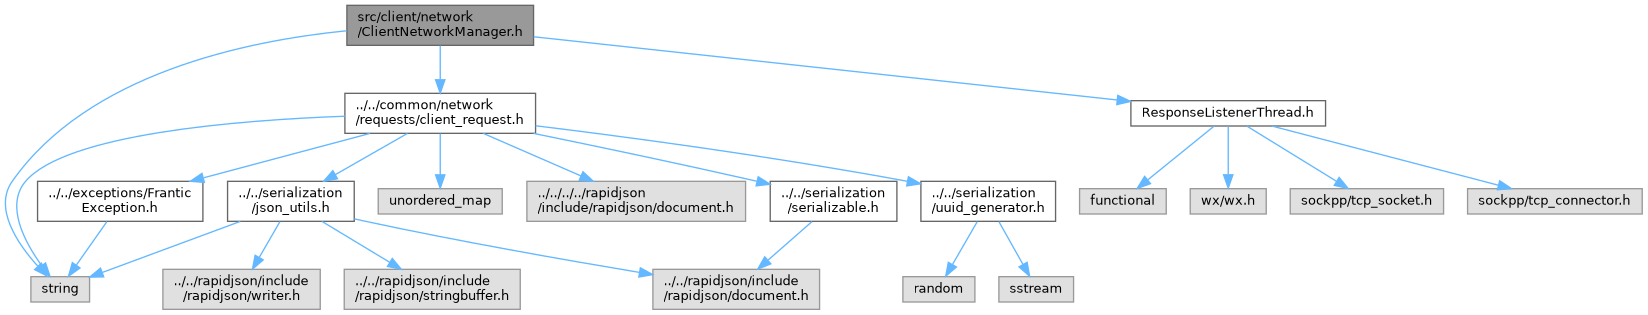 src/client/network
/ClientNetworkManager.h
../../common/network
/requests/client_request.h
ResponseListenerThread.h
../../exceptions/Frantic
Exception.h
../../serialization
/json_utils.h
unordered_map
../../../../rapidjson
/include/rapidjson/document.h
../../serialization
/serializable.h
../../serialization
/uuid_generator.h
functional
wx/wx.h
sockpp/tcp_socket.h
sockpp/tcp_connector.h
string
../../rapidjson/include
/rapidjson/writer.h
../../rapidjson/include
/rapidjson/stringbuffer.h
../../rapidjson/include
/rapidjson/document.h
random
sstream